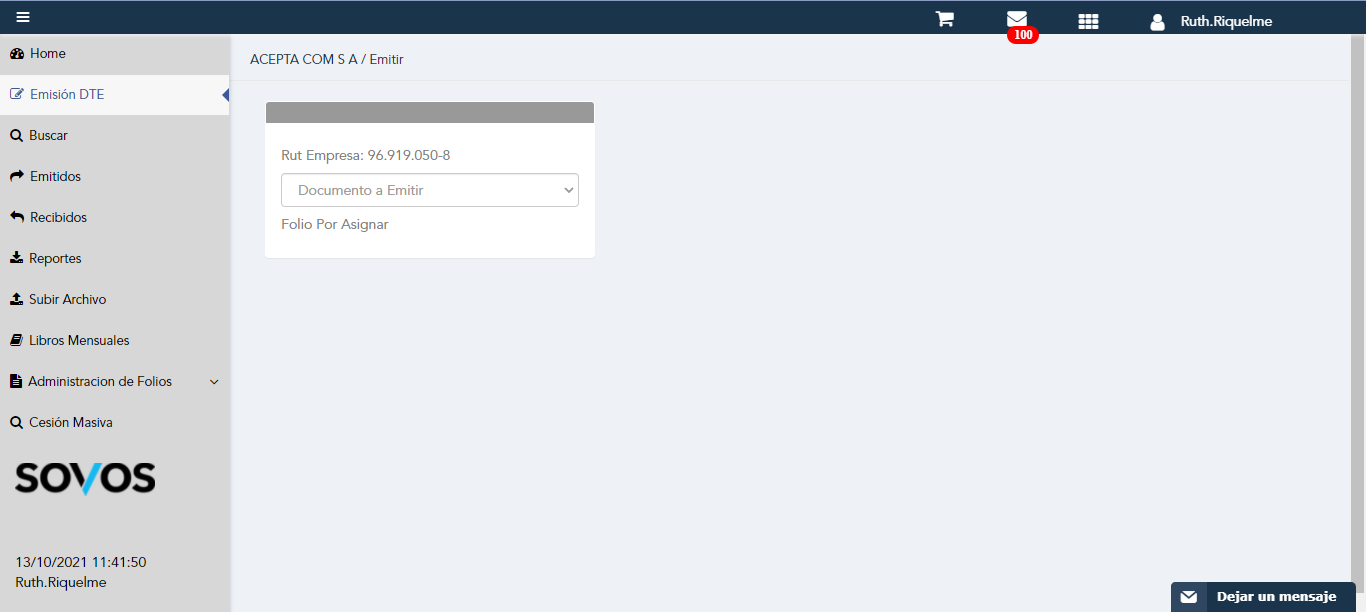 Ruth.Riquelme
100
Home
ACEPTA COM S A / Emitir
Emisión DTE
Buscar
Rut Empresa: 96.919.050-8
Emitidos
Documento a Emitir
Recibidos
Folio Por Asignar
Reportes
Subir Archivo
Libros Mensuales
Administracion de Folios
Cesión Masiva
SOVOS
13/10/2021 11:41:50
Ruth.Riquelme
Dejar un mensaje